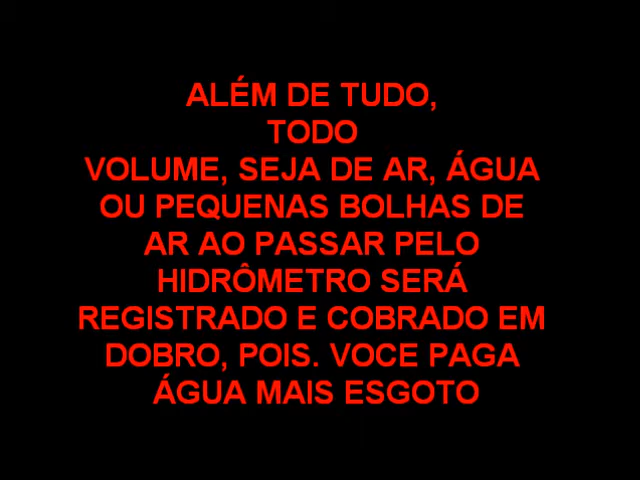 ALÉM DE TUDO,
TODO
VOLUME, SEJA DE AR, ÁGUA
OU PEQUENAS BOLHAS DE
AR AO PASSAR PELO
HIDRÔMETRO SERÁ
REGISTRADO E COBRADO EM
DOBRO, POIS. VOCE PAGA
ÁGUA MAIS ESGOTO